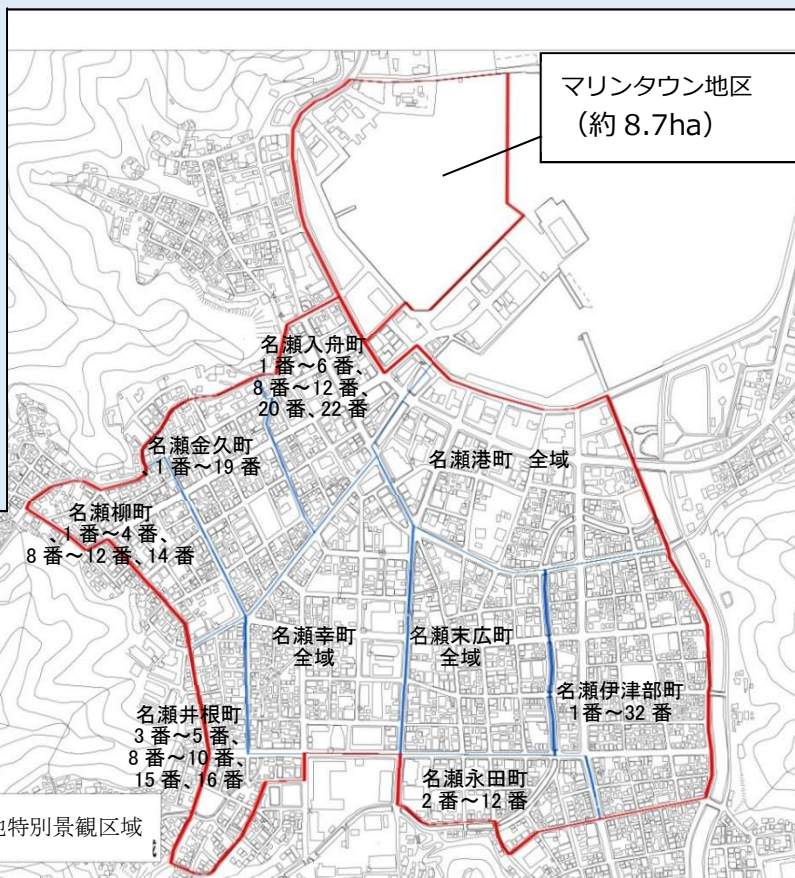 マリンタウン地区
（約 8.7ha）
名瀬入舟町
1 番～6 番、
8 番～12 番、
20 番、22 番
名瀬金久町
、1 番～19 番
名瀬港町 全域
名瀬柳町
、1 番～4 番、
8 番～12 番、14 番
名瀬幸町
全域
名瀬末広町
全域
名瀬伊津部町
1 番～32 番
名瀬井根町
3 番～5 番、
8 番～10 番、
15 番、16 番
名瀬永田町
2 番～12 番
地特別景観区域